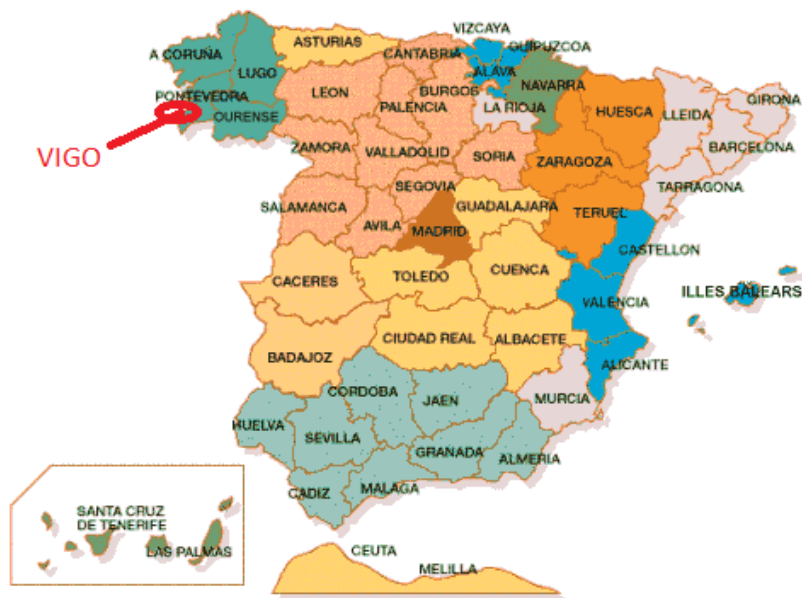 VIZCAYA
ASTURIAS
GUIPUZCOA
A CORUÑA
CANTABRIA
LUGO
ALAVA
NAVARRA
LEON
BURGOS
GIRONA
PONTEVEDRA
PALENCIA
LA RIOJA
HUESCA
LLEIDA
OURENSE
BARCELONA
VIGO
ZAMORA
VALLADOLID
SORIA
ZARAGOZA
TARRAGONA
SEGOVIA
SALAMANCA
GUADALAJARA
TERUEL
AVILA
MADRID
CASTELLON
CACERES
TOLEDO
CUENCA
ILLES BALEARS
VALENCIA
CIUDAD REAL
ALBACETE
BADAJOZ
ALICANTE
CORDOBA
JAEN
MURCIA
HUELVA
SEVILLA
GRANADA
ALMERIA
CADIZ
MALAGA
SANTA CRUZ
DE TENERIFE
LAS PALMAS
CEUTA
MELILLA